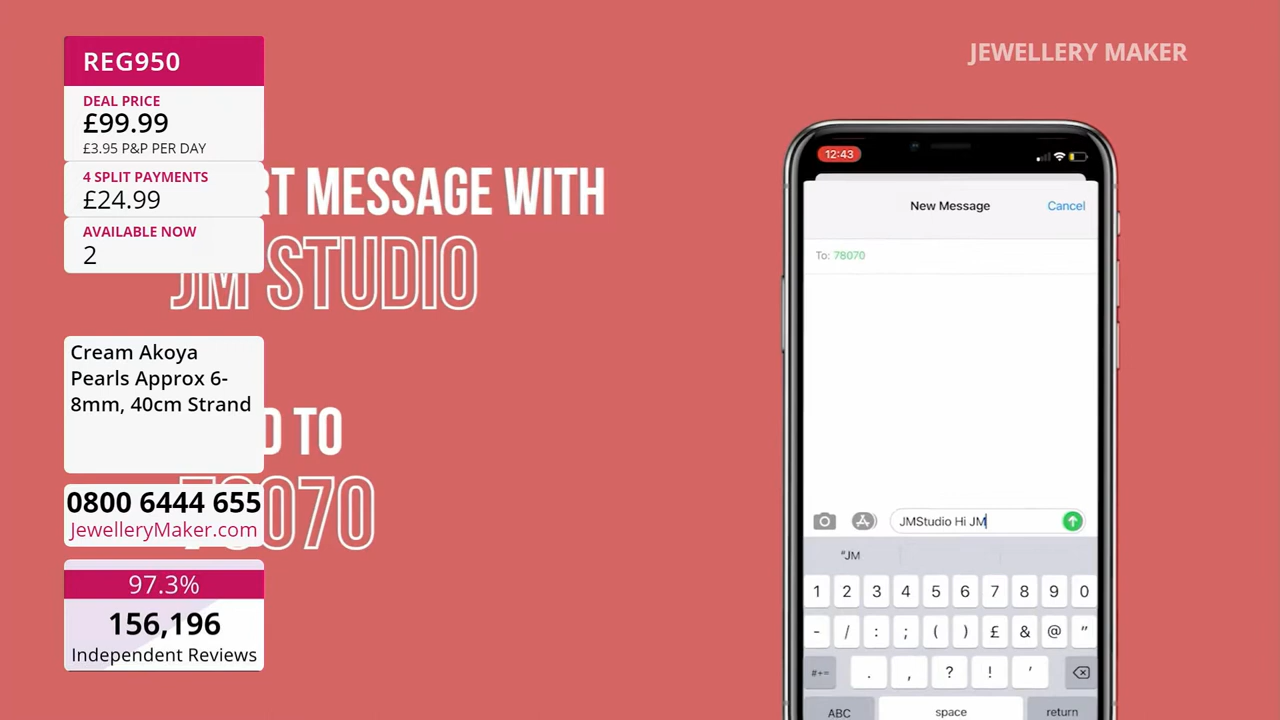 REG950
DEAL PRICE
£99.99
£3.95 P&P PER DAY
4 SPLIT PAYMENTS
£24.99
AVAILABLE NOW
2
Cream Akoya
Pearls Approx 6-
8mm, 40cm Strand
0800 6444 655
JewelleryMaker.com
97.3%
156,196
Independent Reviews
MESSAGE WITH
JM STUDIO
TO
78070
JEWELLERY MAKER
12:43
New Message
Cancel
To: 78070
JMStudio Hi JM
“JM
1 2 3 4 5 6 7 8 9 0
- / : ; ( ) £ & @ ”
#+= . , ? ! ’
ABC space return